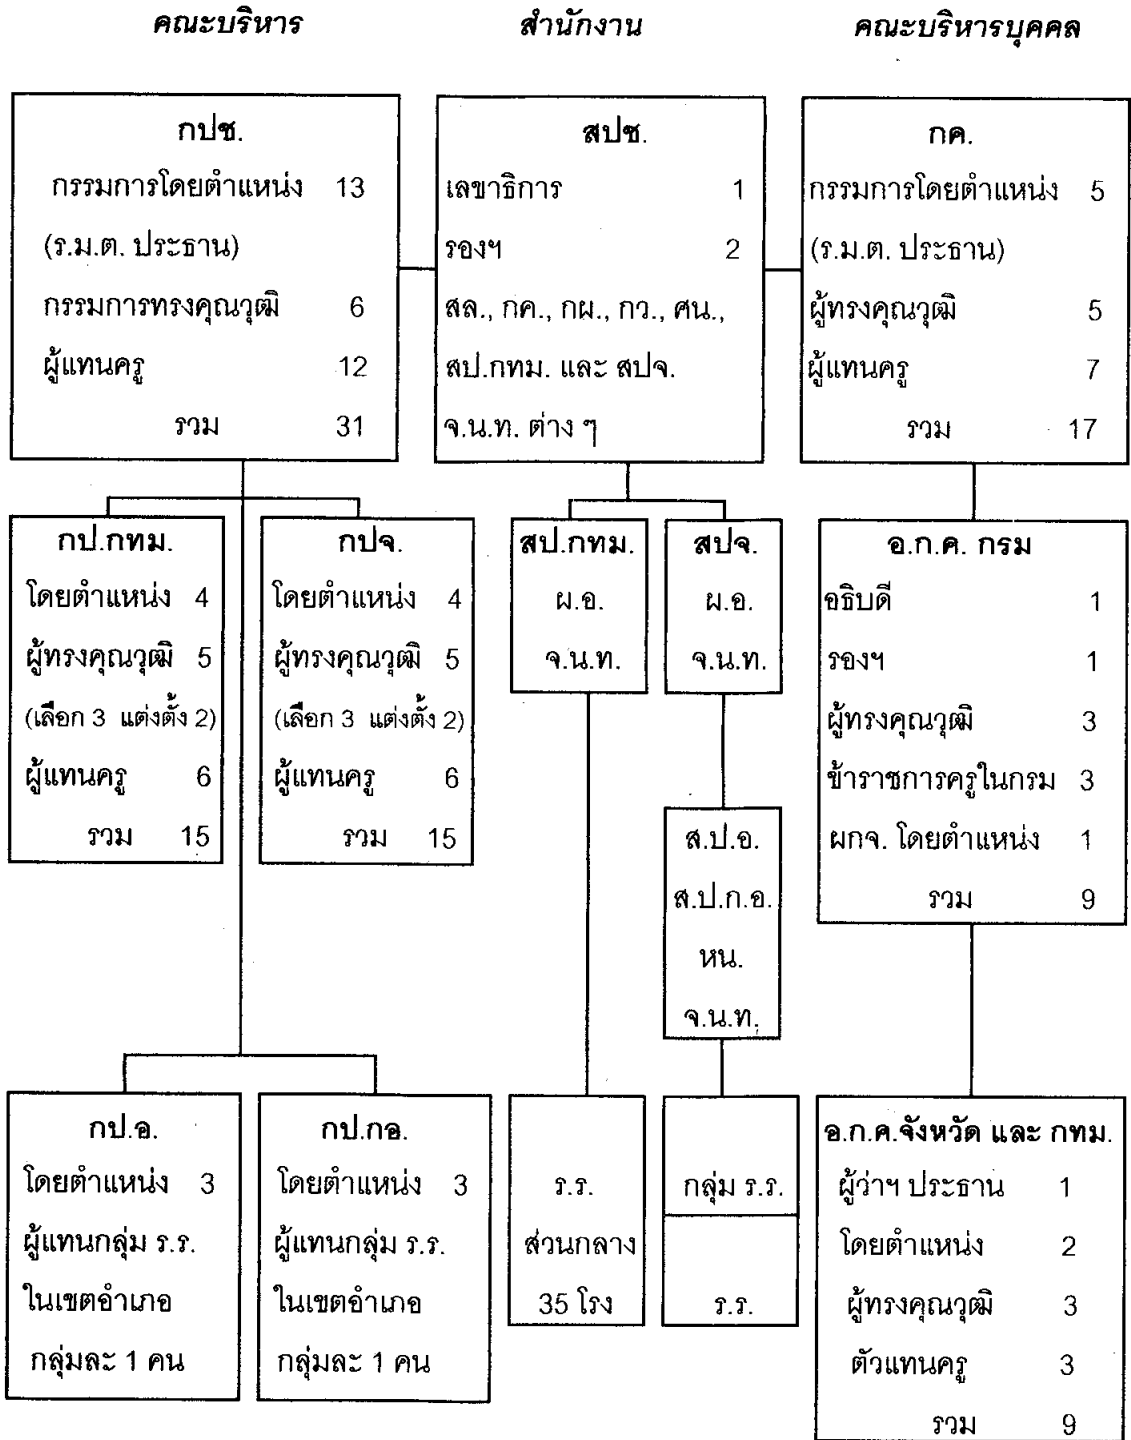 คณะบริหาร
สำนักงาน
คณะบริหารบุคคล
กปช.
กรรมการโดยตำแหน่ง 13
(ร.ม.ต. ประธาน)
กรรมการทรงคุณวุฒิ 6
ผู้แทนครู 12
รวม 31
สปช.
เลขาธิการ 1
รองฯ 2
สล., กค., กผ., กว., ศน.,
สป.กทม. และ สปจ.
จ.น.ท. ต่าง ๆ
กค.
กรรมการโดยตำแหน่ง 5
(ร.ม.ต. ประธาน)
ผู้ทรงคุณวุฒิ 5
ผู้แทนครู 7
รวม 17
กป.กทม.
โดยตำแหน่ง 4
ผู้ทรงคุณวุฒิ 5
(เลือก 3 แต่งตั้ง 2)
ผู้แทนครู 6
รวม 15
กปจ.
โดยตำแหน่ง 4
ผู้ทรงคุณวุฒิ 5
(เลือก 3 แต่งตั้ง 2)
ผู้แทนครู 6
รวม 15
สป.กทม.
ผ.อ.
จ.น.ท.
สปจ.
ผ.อ.
จ.น.ท.
อ.ก.ค. กรม
อธิบดี 1
รองฯ 1
ผู้ทรงคุณวุฒิ 3
ข้าราชการครูในกรม 3
ผกจ. โดยตำแหน่ง 1
รวม 9
ส.ป.อ.
ส.ป.ก.อ.
หน.
จ.น.ท.
กป.อ.
โดยตำแหน่ง 3
ผู้แทนกลุ่ม ร.ร.
ในเขตอำเภอ
กลุ่มละ 1 คน
กป.กอ.
โดยตำแหน่ง 3
ผู้แทนกลุ่ม ร.ร.
ในเขตอำเภอ
กลุ่มละ 1 คน
ร.ร.
ส่วนกลาง
35 โรง
กลุ่ม ร.ร.
ร.ร.
อ.ก.ค.จังหวัด และ กทม.
ผู้ว่าฯ ประธาน 1
โดยตำแหน่ง 2
ผู้ทรงคุณวุฒิ 3
ตัวแทนครู 3
รวม 9